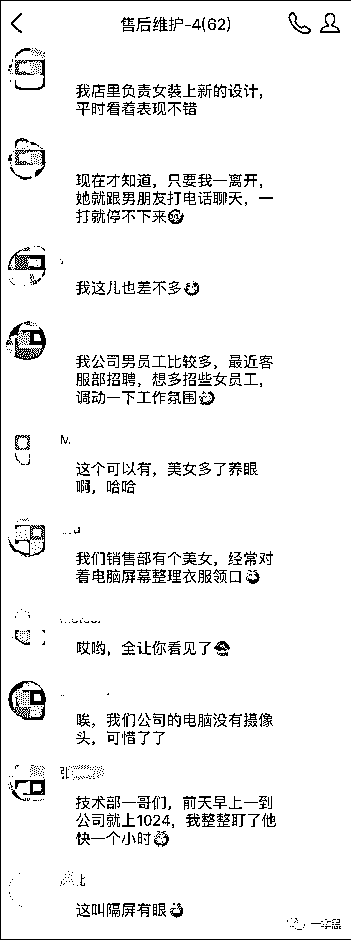 售后维护-4(62)
我店里负责女装上新的设计，
平时看着表现不错
现在才知道，只要我一离开，
她就跟男朋友打电话聊天，一
打就停不下来
我这儿也差不多
我公司男员工比较多，最近客
服部招聘，想多招些女员工，
调动一下工作氛围
M
这个可以有，美女多了养眼
啊，哈哈
我们销售部有个美女，经常对
着电脑屏幕整理衣服领口
哎哟，全让你看见了
唉，我们公司的电脑没有摄像
头，可惜了了
张
技术部一哥们，前天早上一到
公司就上1024，我整整盯了他
快一个小时
这叫隔屏有眼